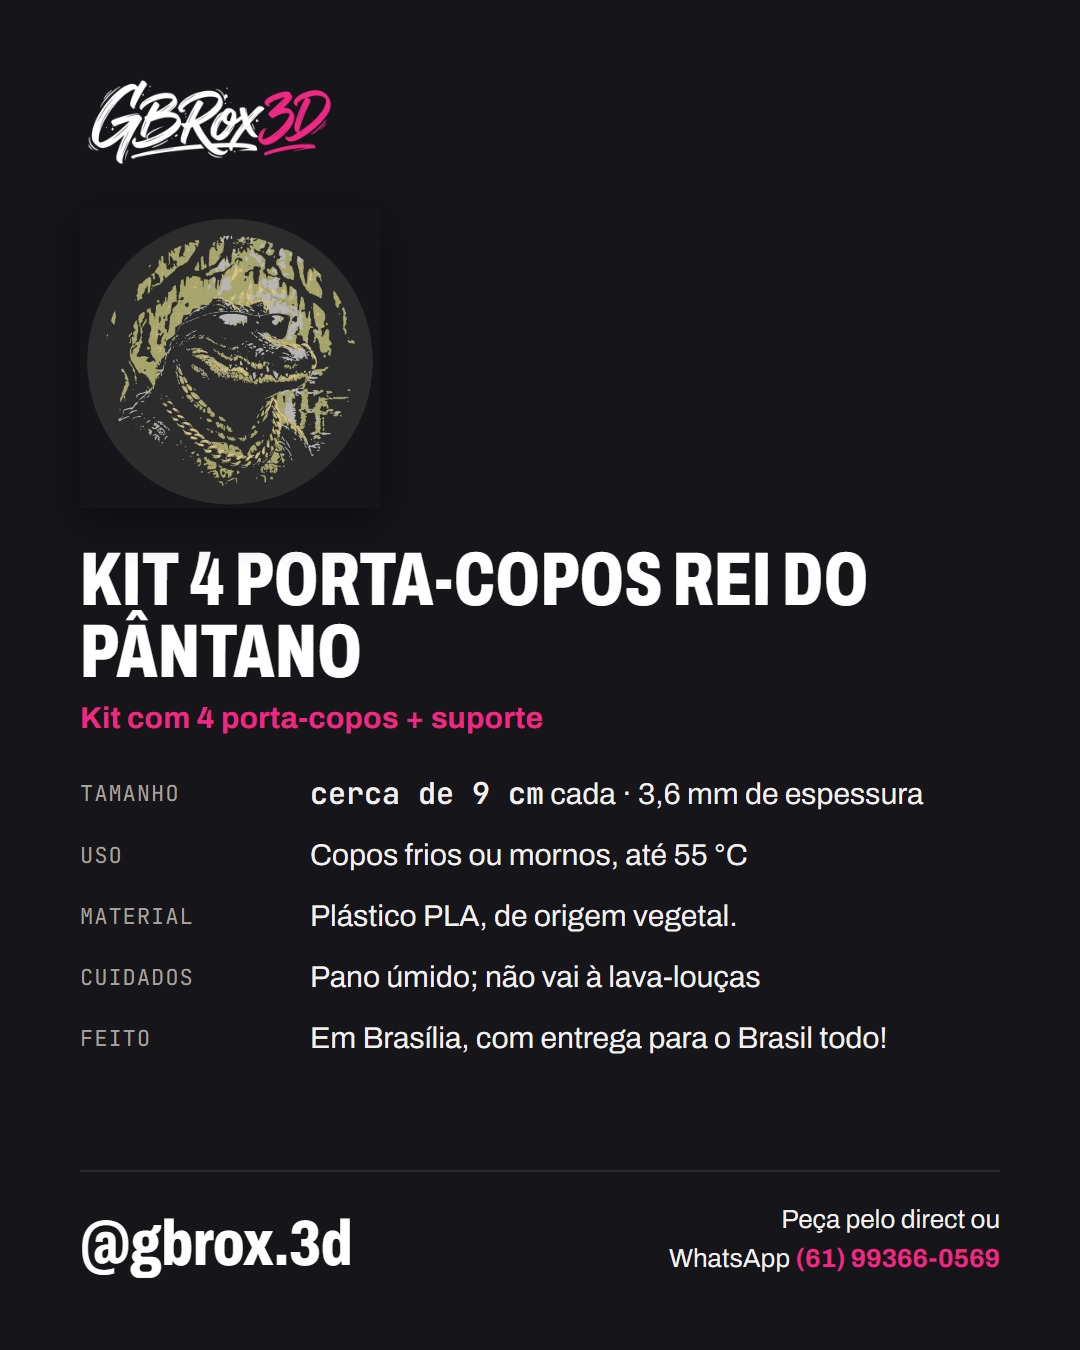 GBRox3D
KIT 4 PORTA-COPOS REI DO
PÂNTANO
Kit com 4 porta-copos + suporte
TAMANHO cerca de 9 cm cada · 3,6 mm de espessura
USO Copos frios ou mornos, até 55 °C
MATERIAL Plástico PLA, de origem vegetal.
CUIDADOS Pano úmido; não vai à lava-louças
FEITO Em Brasília, com entrega para o Brasil todo!
@gbrox.3d
Peça pelo direct ou
WhatsApp (61) 99366-0569